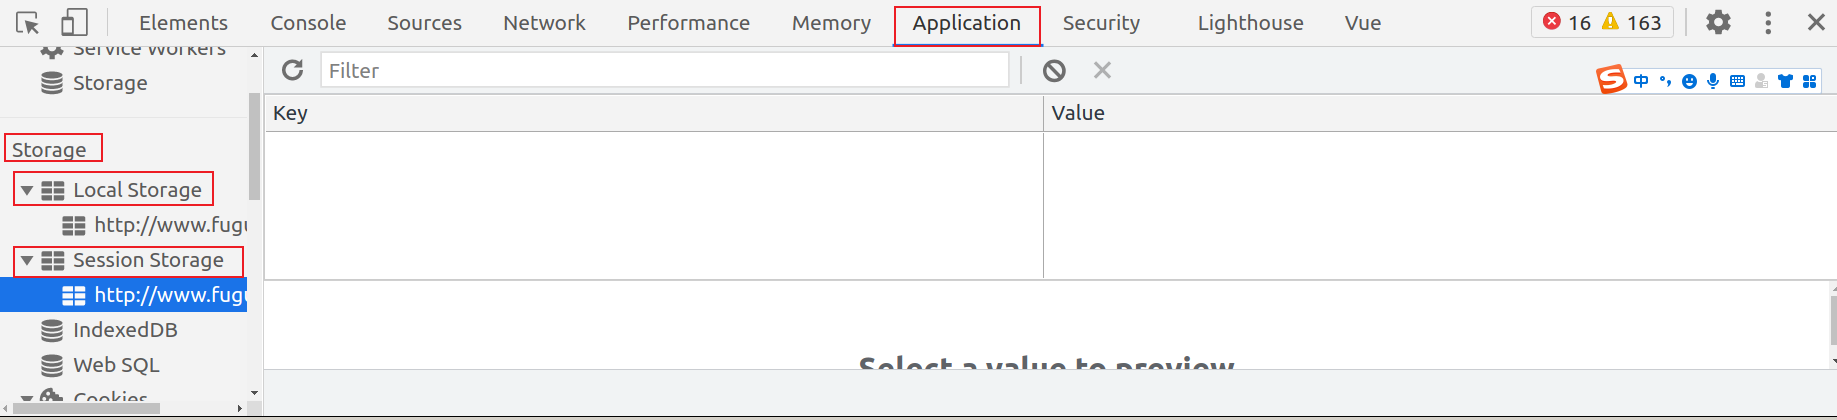 Elements Console Sources Network Performance Memory Application Security Lighthouse Vue 16 163
Service Workers
Storage
Filter
中
Key Value
Storage
Local Storage
http://www.fugu
Session Storage
http://www.fugu
IndexedDB
Web SQL
Select a value to preview
Cookies